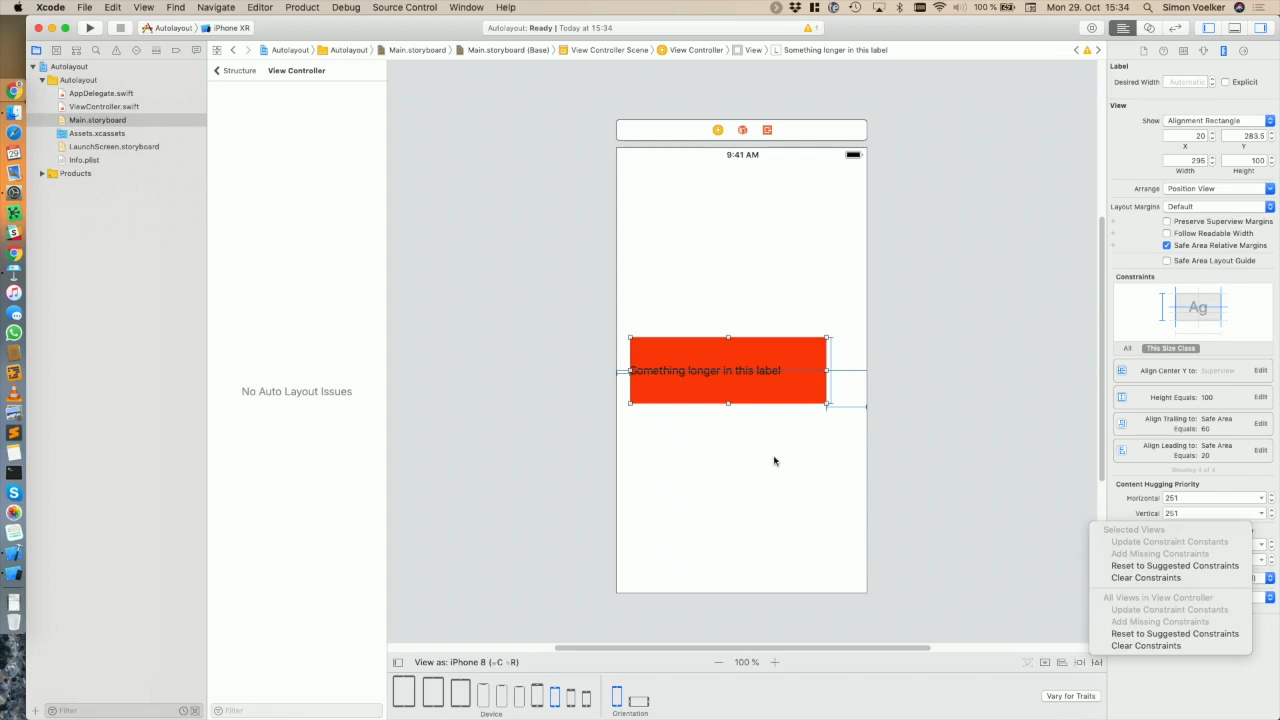 Xcode File Edit View Find Navigate Editor Product Debug Source Control Window Help
100 % Mon 29. Oct 15:34 Simon Voelker
Autolayout iPhone XR
Autolayout: Ready | Today at 15:34
1
Autolayout Autolayout Main.storyboard Main.storyboard (Base) View Controller Scene View Controller View L Something longer in this label
Autolayout
Autolayout
AppDelegate.swift
ViewController.swift
Main.storyboard
Assets.xcassets
LaunchScreen.storyboard
Info.plist
Products
Filter
Structure View Controller
No Auto Layout Issues
Filter
9:41 AM
Something longer in this label
View as: iPhone 8 (wC hR)
100 %
Device
Orientation
Vary for Traits
Label
Desired Width Automatic Explicit
View
Show Alignment Rectangle
20 283.5
X Y
295 100
Width Height
Arrange Position View
Layout Margins Default
Preserve Superview Margins
Follow Readable Width
Safe Area Relative Margins
Safe Area Layout Guide
Constraints
Ag
All This Size Class
Align Center Y to: Superview Edit
Height Equals: 100 Edit
Align Trailing to: Safe Area
Equals: 60 Edit
Align Leading to: Safe Area
Equals: 20 Edit
Showing 4 of 4
Content Hugging Priority
Horizontal 251
Vertical 251
Selected Views
Update Constraint Constants
Add Missing Constraints
Reset to Suggested Constraints
Clear Constraints
All Views in View Controller
Update Constraint Constants
Add Missing Constraints
Reset to Suggested Constraints
Clear Constraints